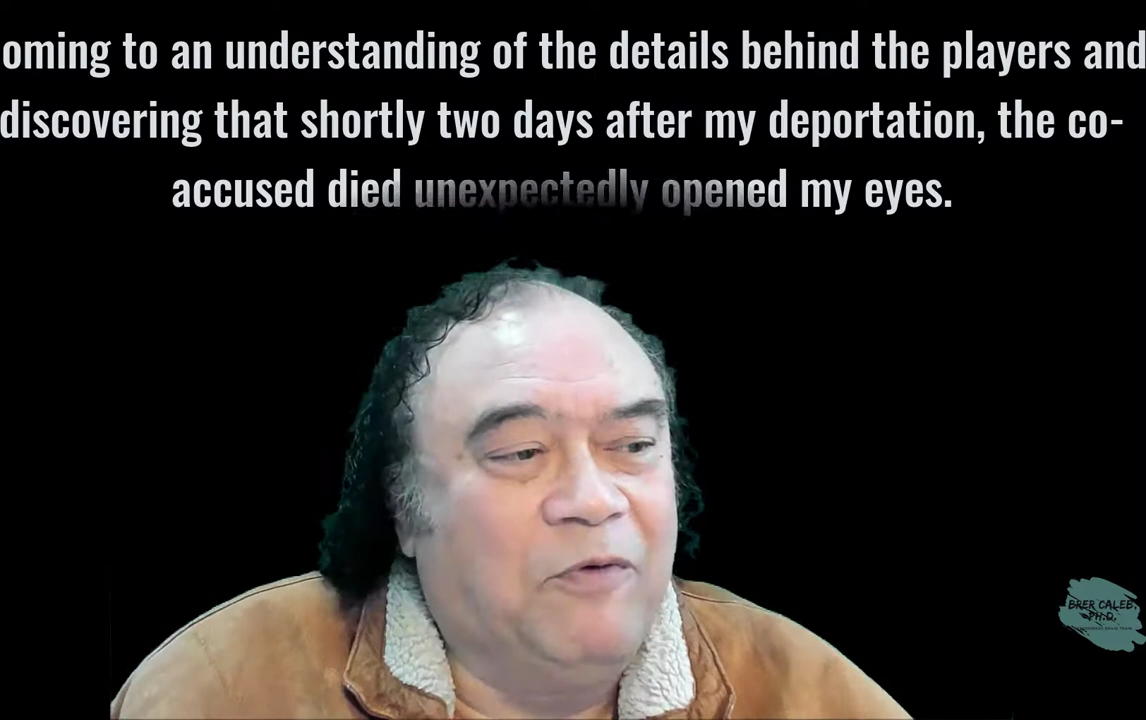 oming to an understanding of the details behind the players and
discovering that shortly two days after my deportation, the co-
accused died unexpectedly opened my eyes.
BRER CALEB,
PH.D.